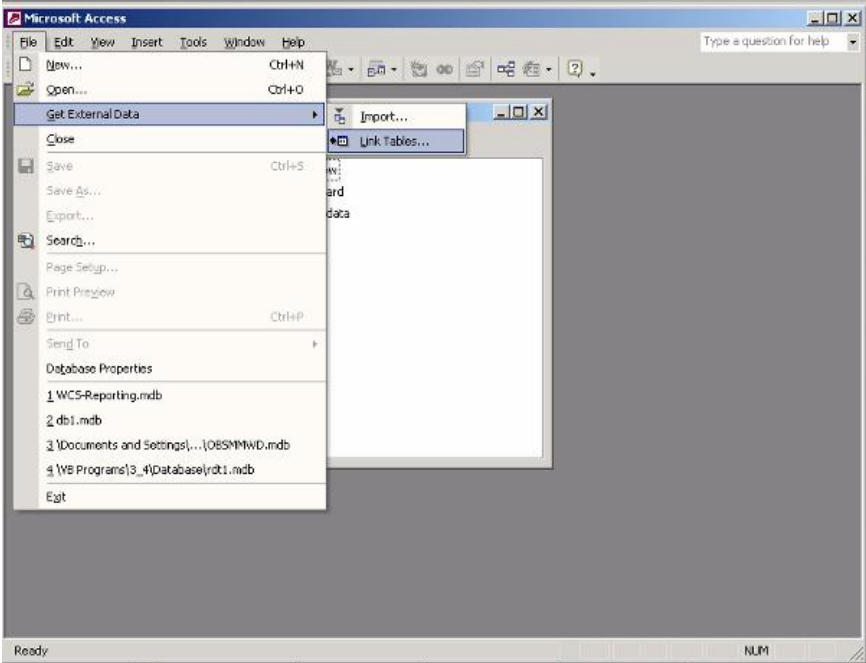 Microsoft Access
File Edit View Insert Tools Window Help Type a question for help
New... Ctrl+N
Open... Ctrl+O
Get External Data
Import...
Close
Link Tables...
Save Ctrl+S
ew
Save As...
ard
Export...
data
Search...
Page Setup...
Print Preview
Print... Ctrl+P
Send To
Database Properties
1 WCS-Reporting.mdb
2 db1.mdb
3 \Documents and Settings\...\OBSMMWD.mdb
4 \VB Programs\3_4\Database\rdt1.mdb
Exit
Ready NUM